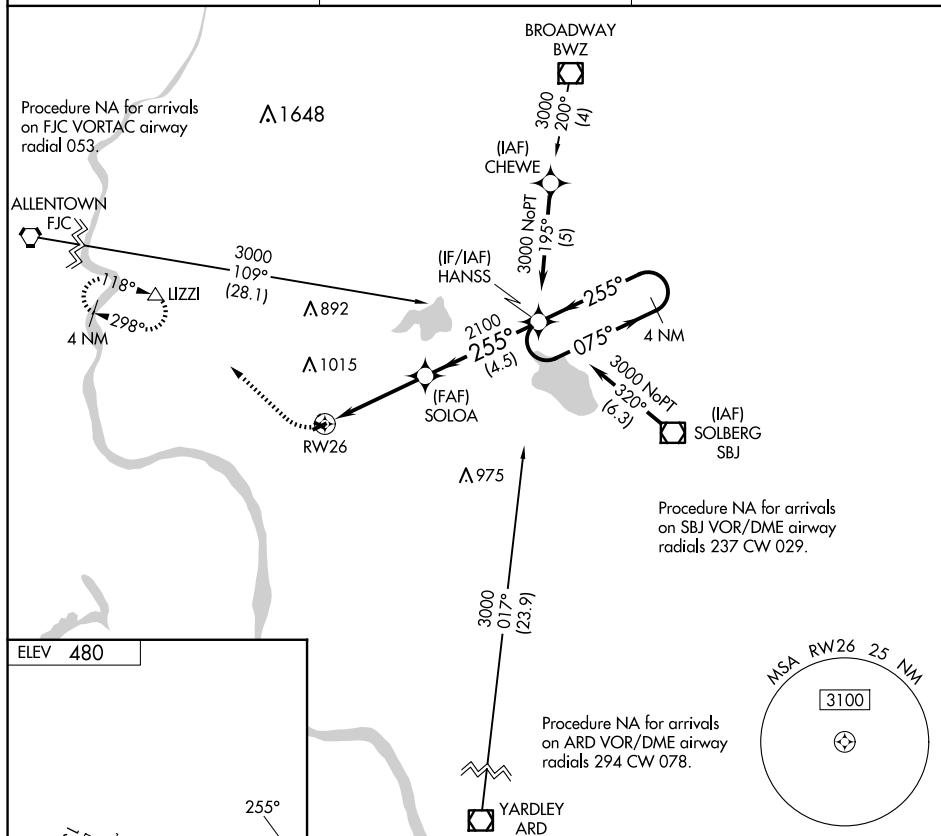 BROADWAY
BWZ
Procedure NA for arrivals
on FJC VORTAC airway
radial 053.
1648
3000
200°
(4)
(IAF)
CHEWE
ALLENTOWN
FJC
3000 NoPT
195°
(5)
3000
109°
(28.1)
(IF/IAF)
HANSS
118°
LIZZI
298°
4 NM
892
255°
075°
4 NM
2100
255°
(4.5)
1015
3000 NoPT
320°
(6.3)
(FAF)
SOLOA
(IAF)
SOLBERG
SBJ
RW26
975
Procedure NA for arrivals
on SBJ VOR/DME airway
radials 237 CW 029.
3000
017°
(23.9)
ELEV 480
MSA RW26 25 NM
3100
Procedure NA for arrivals
on ARD VOR/DME airway
radials 294 CW 078.
255°
YARDLEY
ARD